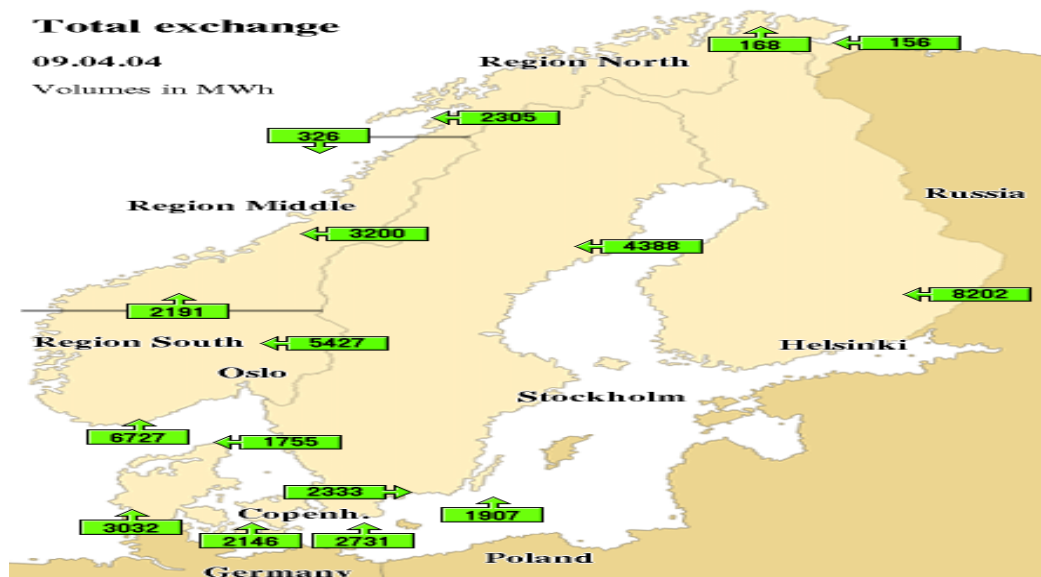 Total exchange
09.04.04
Volumes in MWh
168
156
Region North
2305
326
Russia
Region Middle
3200
4388
8202
2191
Region South
5427
Helsinki
Oslo
Stockholm
6727
1755
2333
Copenh.
1907
3032
2146
2731
Poland
Germany